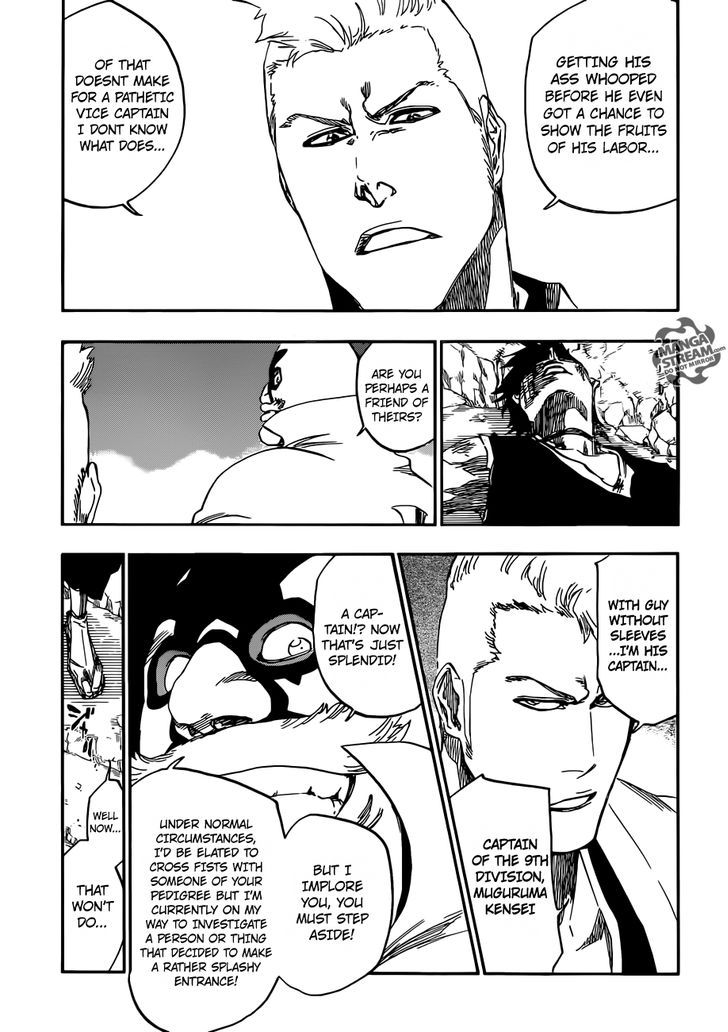 GETTING HIS
ASS WHOOPED
BEFORE HE EVEN
GOT A CHANCE TO
SHOW THE FRUITS
OF HIS LABOR...
OF THAT
DOESNT MAKE
FOR A PATHETIC
VICE CAPTAIN
I DONT KNOW
WHAT DOES...
MANGA
STREAM.com
DO NOT MIRROR
ARE YOU
PERHAPS A
FRIEND OF
THEIRS?
WITH GUY
WITHOUT
SLEEVES
...I'M HIS
CAPTAIN...
CAPTAIN
OF THE 9TH
DIVISION,
MUGURUMA
KENSEI
A CAP-
TAIN!? NOW
THAT'S JUST
SPLENDID!
BUT I
IMPLORE
YOU, YOU
MUST STEP
ASIDE!
UNDER NORMAL
CIRCUMSTANCES,
I'D BE ELATED TO
CROSS FISTS WITH
SOMEONE OF YOUR
PEDIGREE BUT I'M
CURRENTLY ON MY
WAY TO INVESTIGATE
A PERSON OR THING
THAT DECIDED TO MAKE
A RATHER SPLASHY
ENTRANCE!
WELL
NOW...
THAT
WON'T
DO...